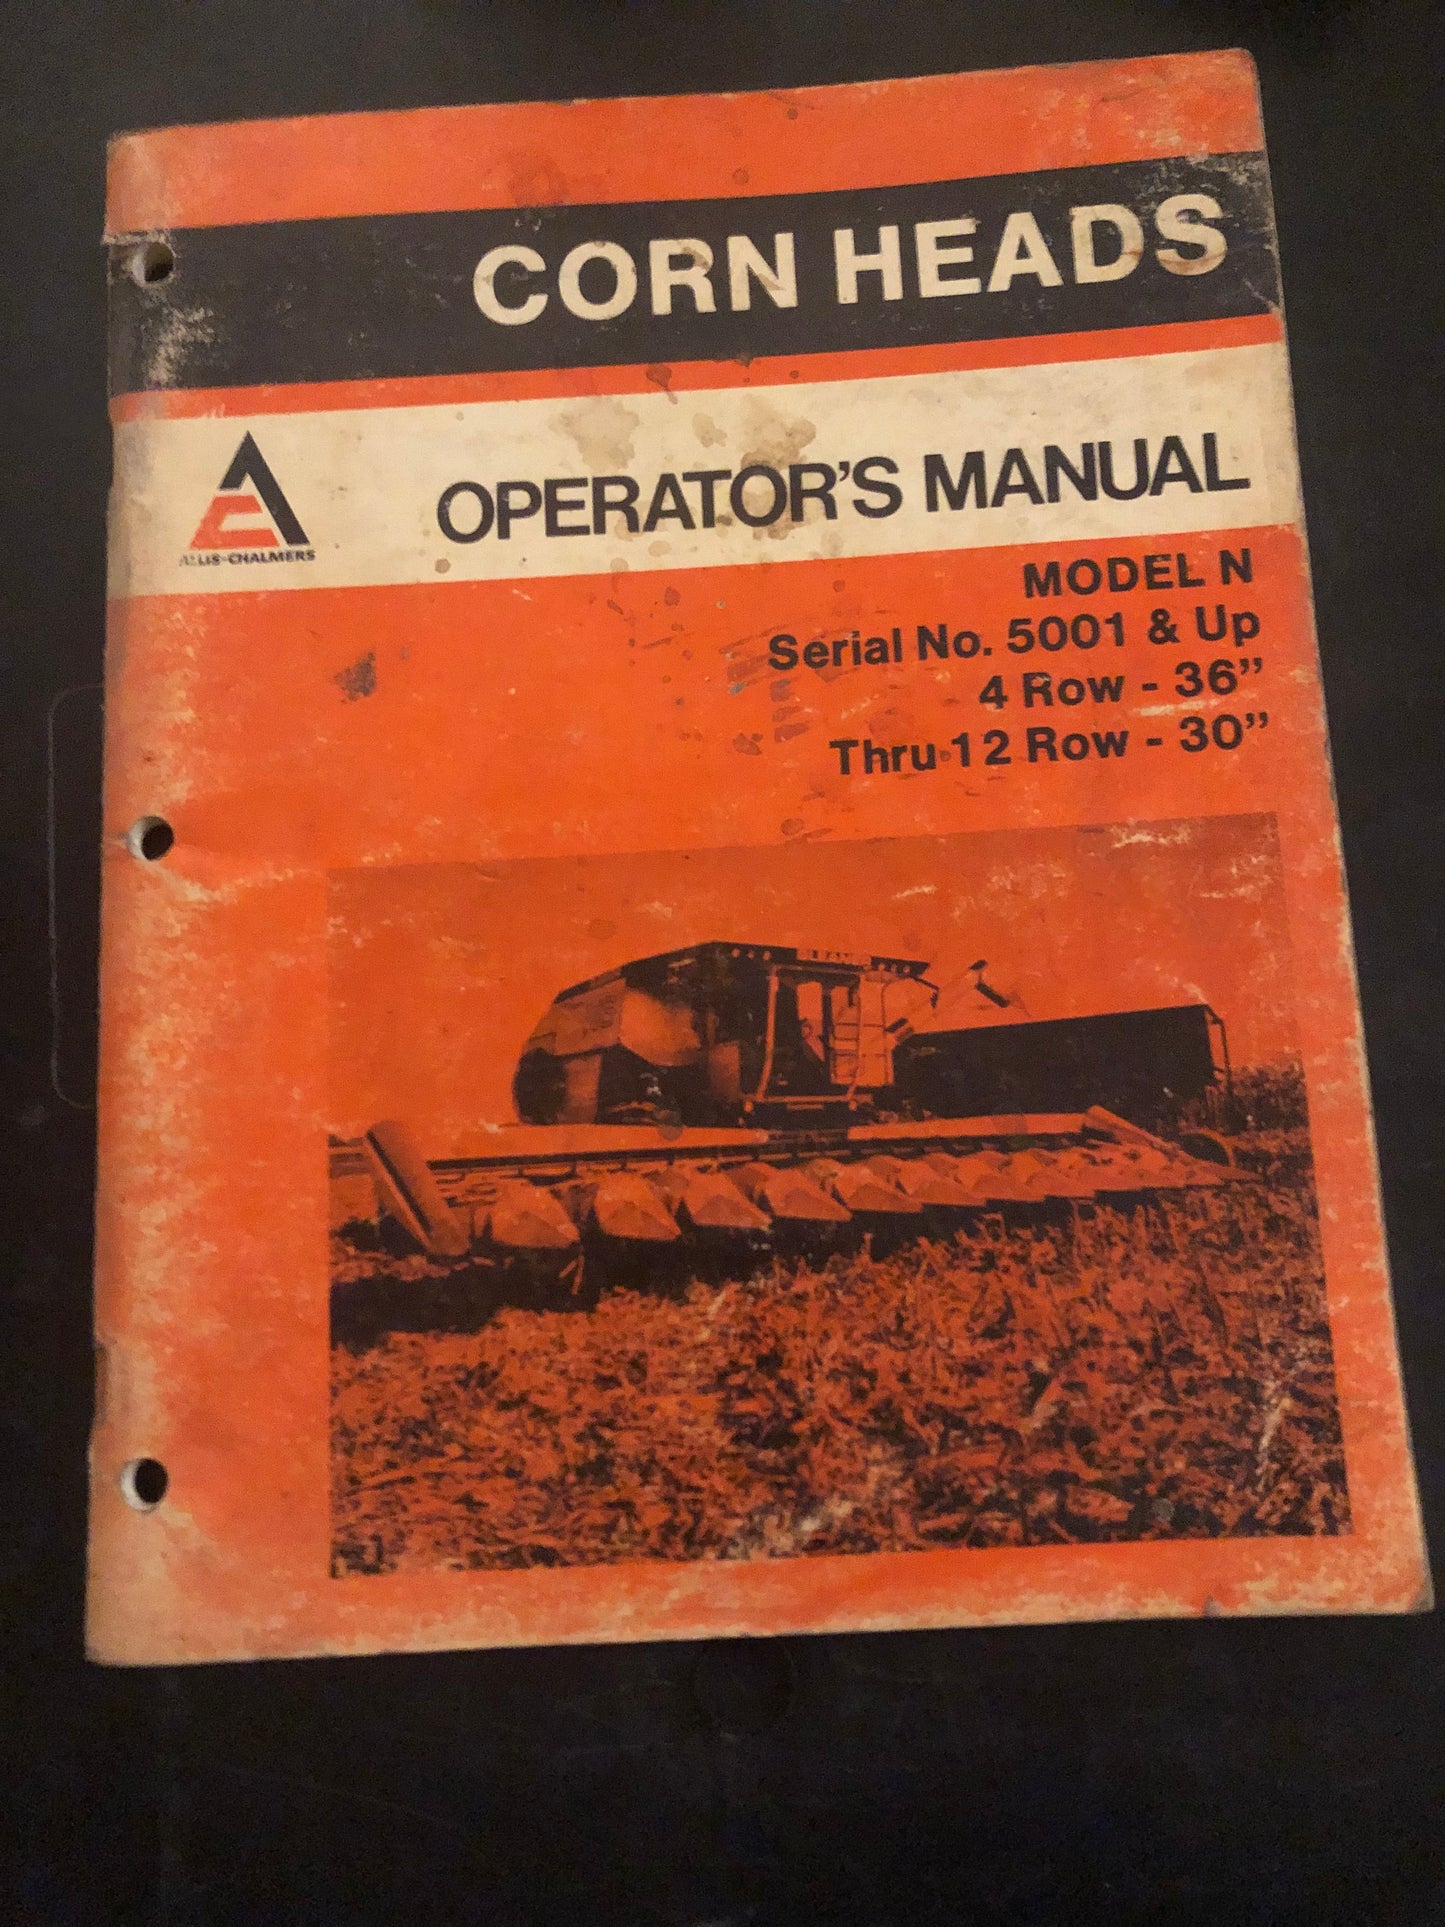 CORN HEADS
OPERATOR'S MANUAL
ALLIS-CHALMERS
MODEL N
Serial No. 5001 & Up
4 Row - 36"
Thru 12 Row - 30"